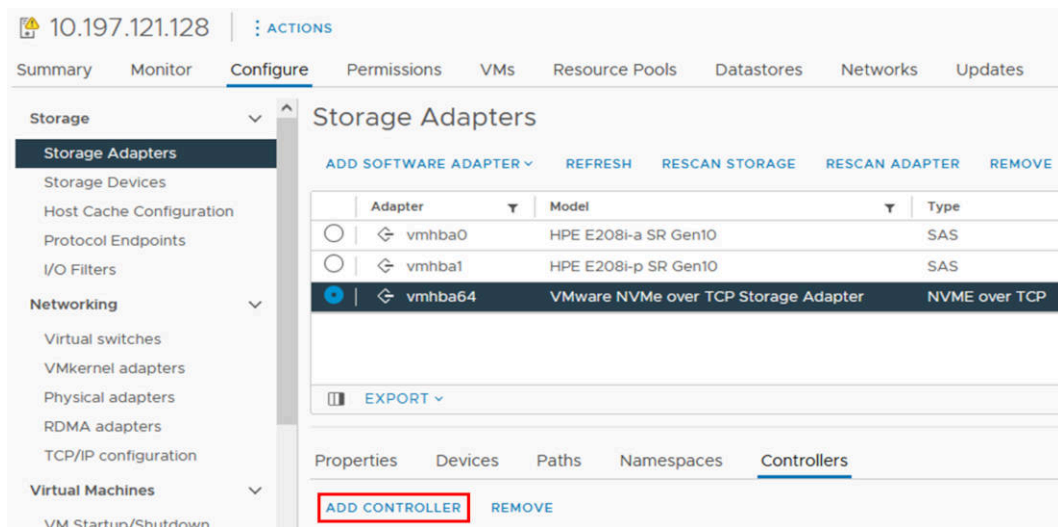 10.197.121.128 ACTIONS
Summary Monitor Configure Permissions VMs Resource Pools Datastores Networks Updates
Storage
Storage Adapters
Storage Devices
Host Cache Configuration
Protocol Endpoints
I/O Filters
Networking
Virtual switches
VMkernel adapters
Physical adapters
RDMA adapters
TCP/IP configuration
Virtual Machines
VM Startup/Shutdown
Storage Adapters
ADD SOFTWARE ADAPTER REFRESH RESCAN STORAGE RESCAN ADAPTER REMOVE
Adapter Model Type
vmhba0 HPE E208i-a SR Gen10 SAS
vmhba1 HPE E208i-p SR Gen10 SAS
vmhba64 VMware NVMe over TCP Storage Adapter NVME over TCP
EXPORT
Properties Devices Paths Namespaces Controllers
ADD CONTROLLER REMOVE